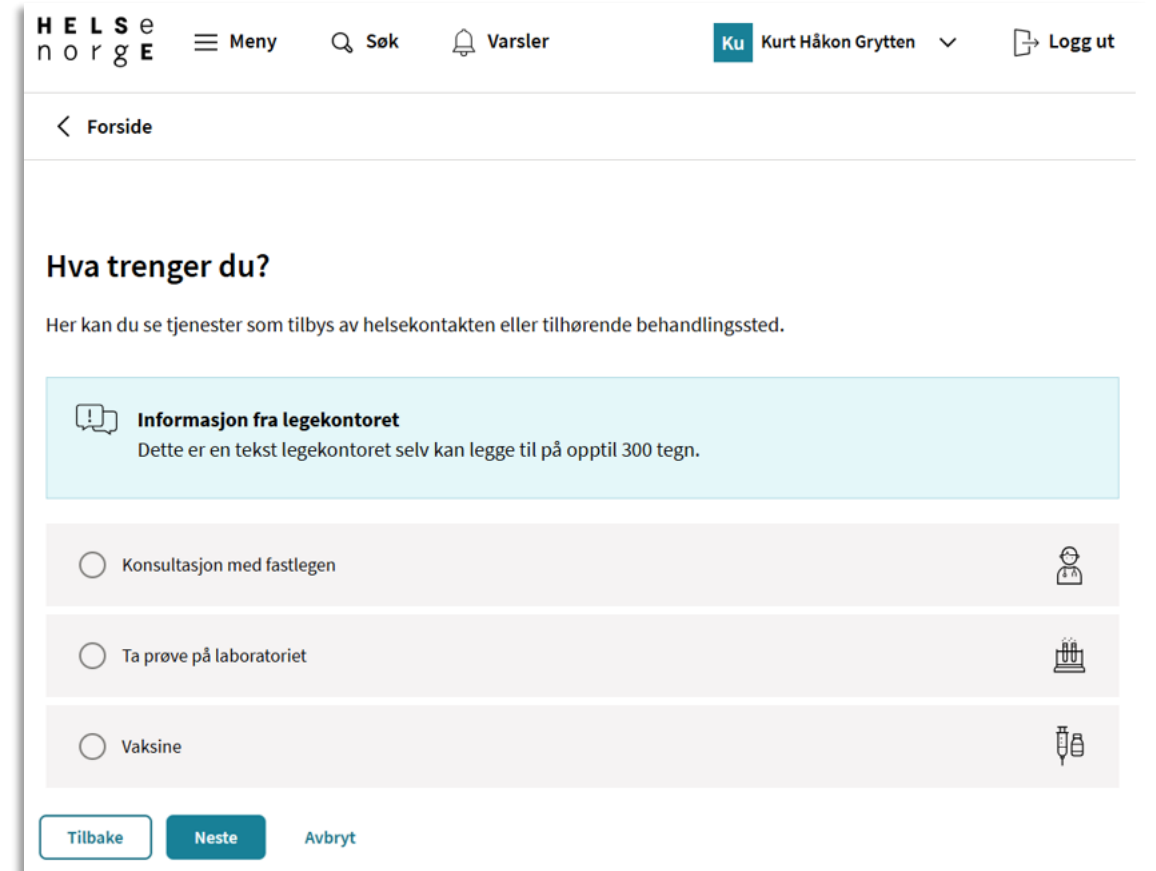 HELSe
norgE
Meny
Søk
Varsler
Ku
Kurt Håkon Grytten
Logg ut
Forside
Hva trenger du?
Her kan du se tjenester som tilbys av helsekontakten eller tilhørende behandlingssted.
Informasjon fra legekontoret
Dette er en tekst legekontoret selv kan legge til på opptil 300 tegn.
Konsultasjon med fastlegen
Ta prøve på laboratoriet
Vaksine
Tilbake
Neste
Avbryt